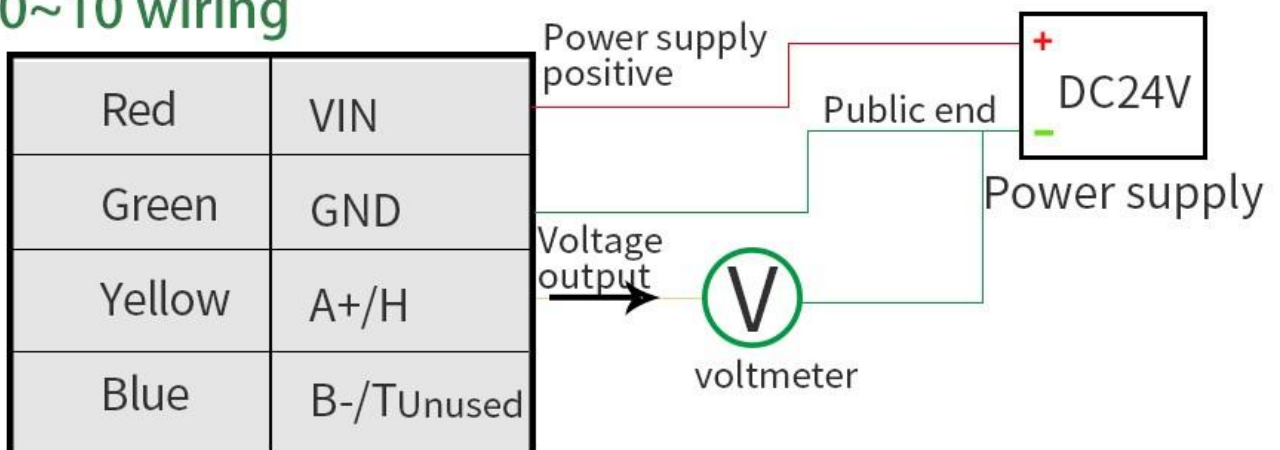 0~10 wiring
Power supply
positive
+
Red VIN
DC24V
Public end
-
Green GND
Power supply
Voltage
output
Yellow A+/H
V
voltmeter
Blue B-/TUnused